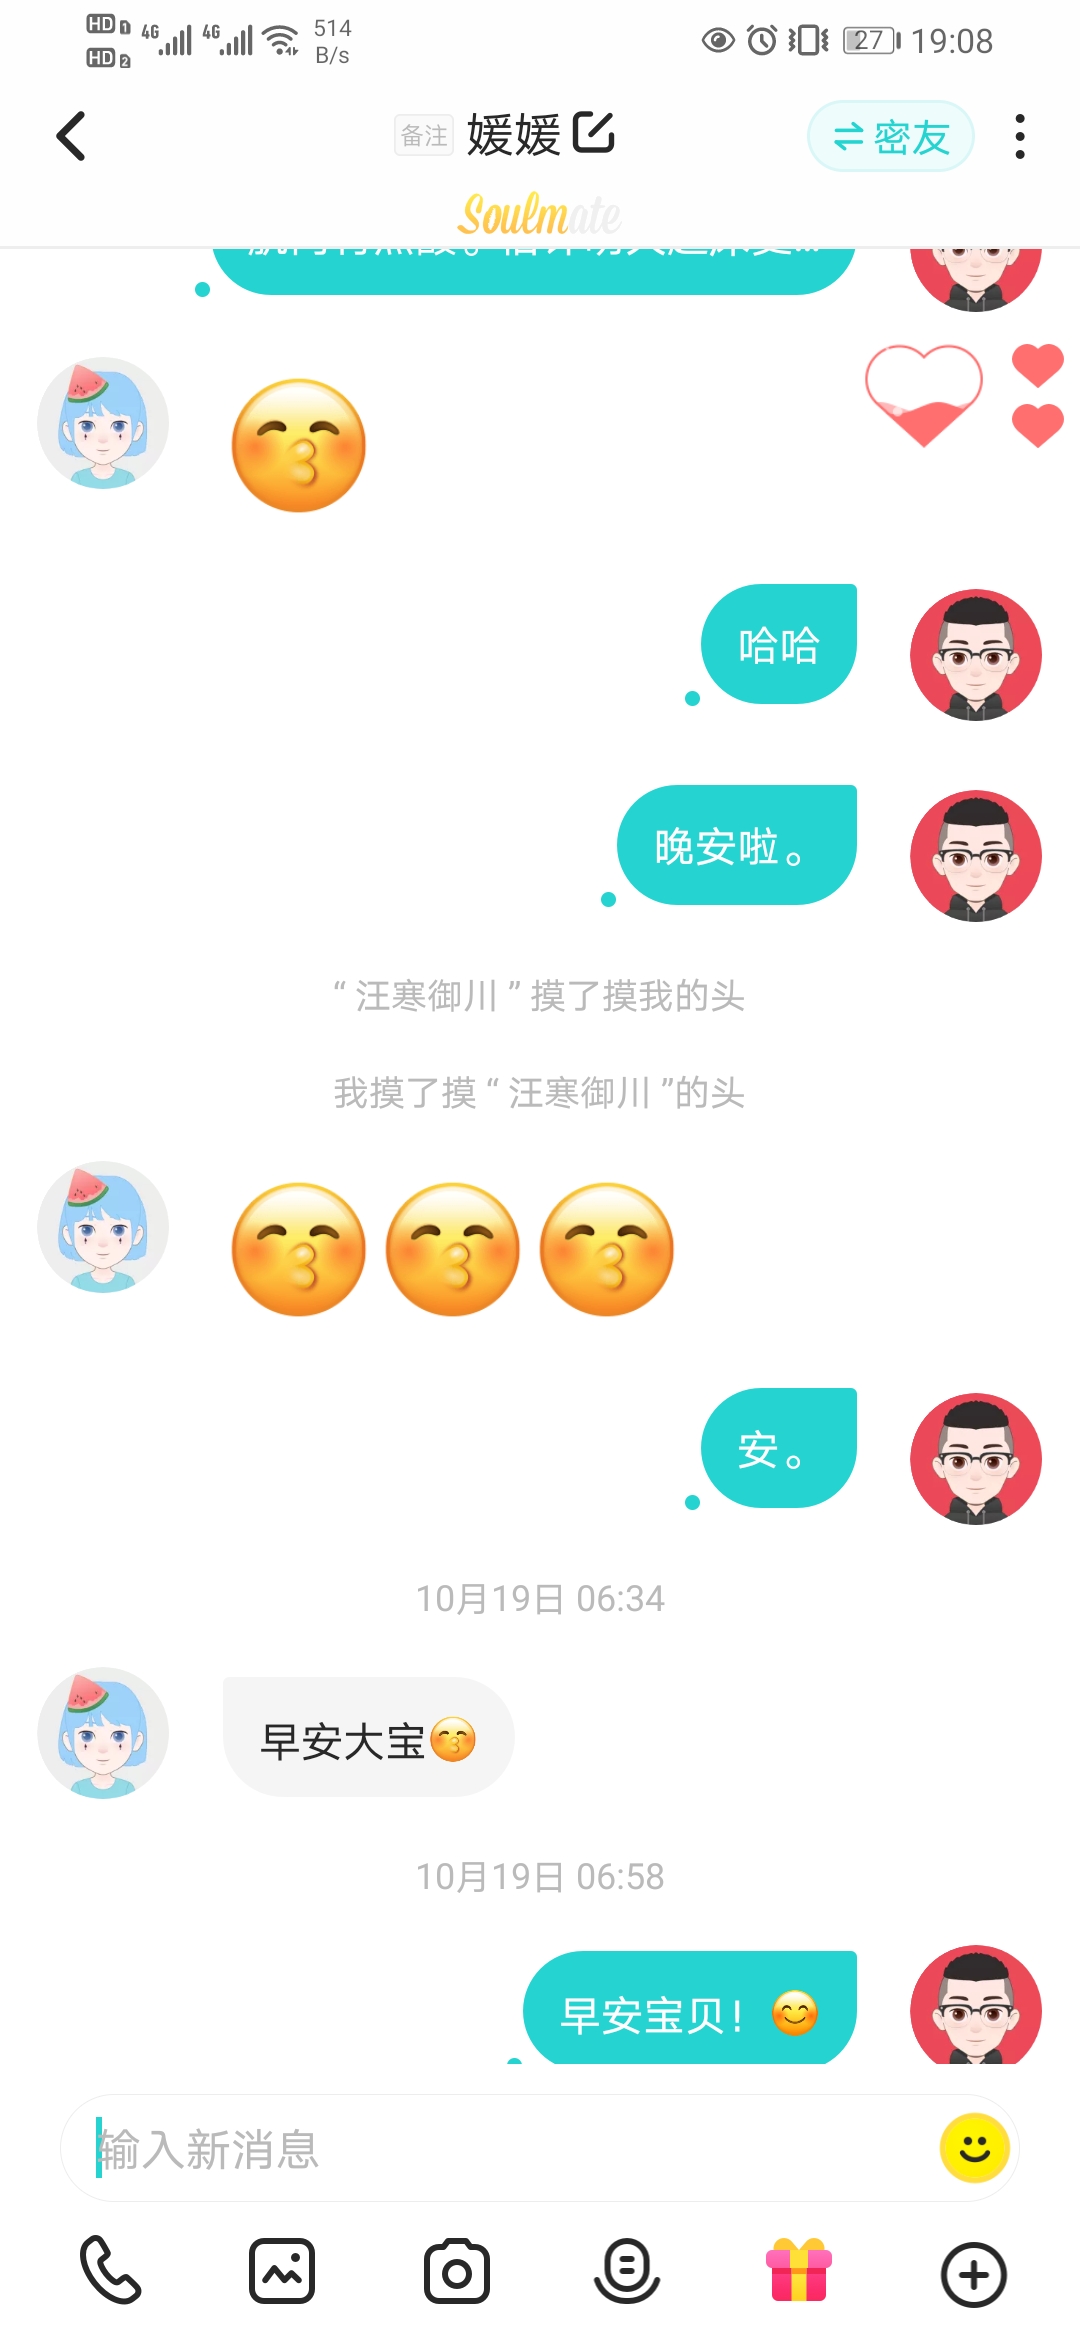 HD 1 4G 4G 514
HD 2 B/s
27 19:08
备注 媛媛
密友
Soulmate
哈哈
晚安啦。
“ 汪寒御川 ” 摸了摸我的头
我摸了摸 “ 汪寒御川 ”的头
安。
10月19日 06:34
早安大宝😚
10月19日 06:58
早安宝贝！😊
输入新消息